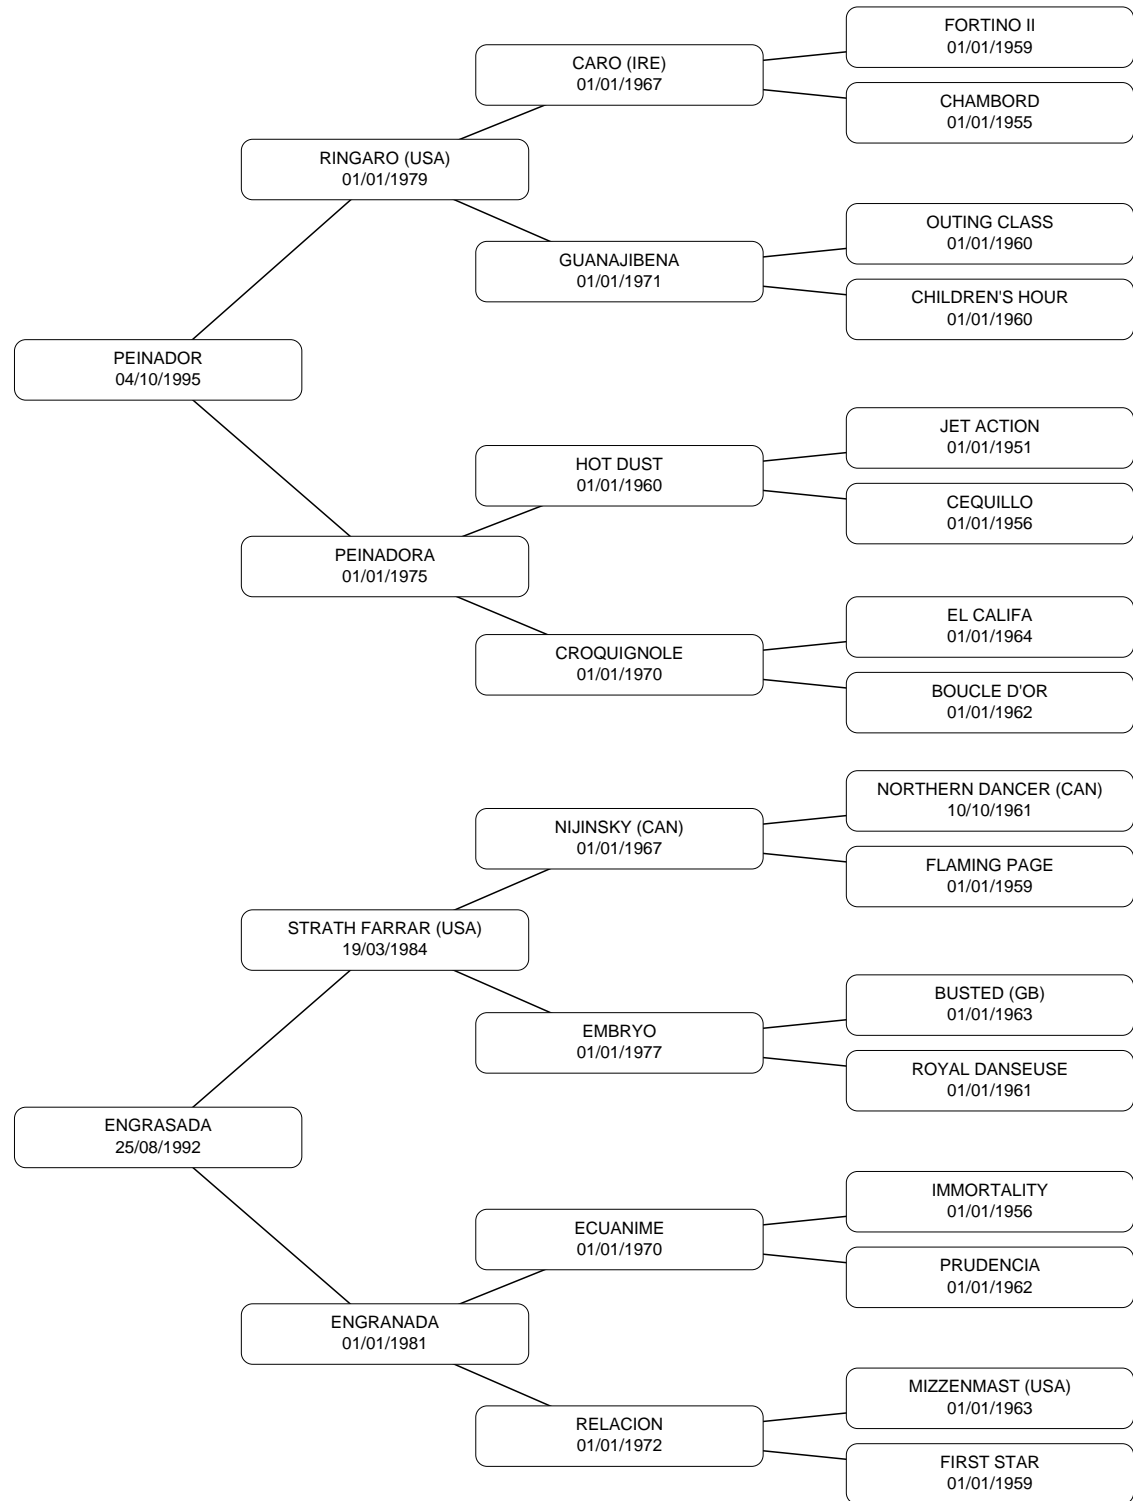 FORTINO II
01/01/1959
CARO (IRE)
01/01/1967
CHAMBORD
01/01/1955
RINGARO (USA)
01/01/1979
OUTING CLASS
01/01/1960
GUANAJIBENA
01/01/1971
CHILDREN'S HOUR
01/01/1960
PEINADOR
04/10/1995
JET ACTION
01/01/1951
HOT DUST
01/01/1960
CEQUILLO
01/01/1956
PEINADORA
01/01/1975
EL CALIFA
01/01/1964
CROQUIGNOLE
01/01/1970
BOUCLE D'OR
01/01/1962
NORTHERN DANCER (CAN)
10/10/1961
NIJINSKY (CAN)
01/01/1967
FLAMING PAGE
01/01/1959
STRATH FARRAR (USA)
19/03/1984
BUSTED (GB)
01/01/1963
EMBRYO
01/01/1977
ROYAL DANSEUSE
01/01/1961
ENGRASADA
25/08/1992
IMMORTALITY
01/01/1956
ECUANIME
01/01/1970
PRUDENCIA
01/01/1962
ENGRANADA
01/01/1981
MIZZENMAST (USA)
01/01/1963
RELACION
01/01/1972
FIRST STAR
01/01/1959